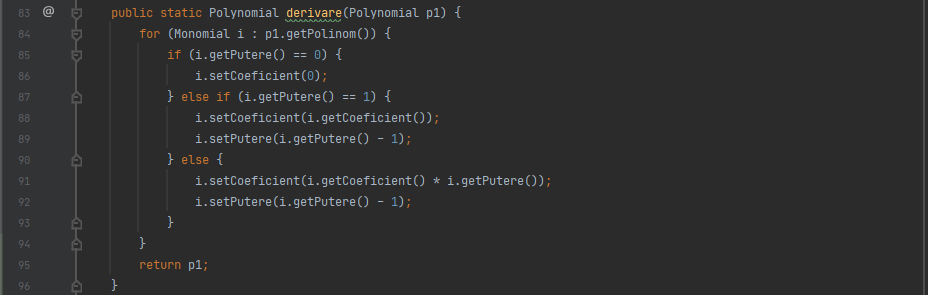 83 @ public static Polynomial derivare(Polynomial p1) {
84 for (Monomial i : p1.getPolinom()) {
85 if (i.getPutere() == 0) {
86 i.setCoeficient(0);
87 } else if (i.getPutere() == 1) {
88 i.setCoeficient(i.getCoeficient());
89 i.setPutere(i.getPutere() - 1);
90 } else {
91 i.setCoeficient(i.getCoeficient() * i.getPutere());
92 i.setPutere(i.getPutere() - 1);
93 }
94 }
95 return p1;
96 }